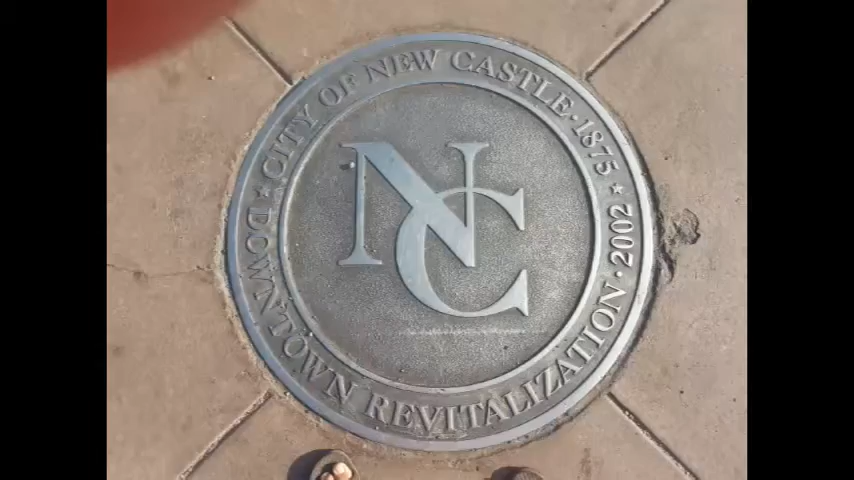 CITY OF NEW CASTLE · 1875
NC
DOWNTOWN REVITALIZATION · 2002